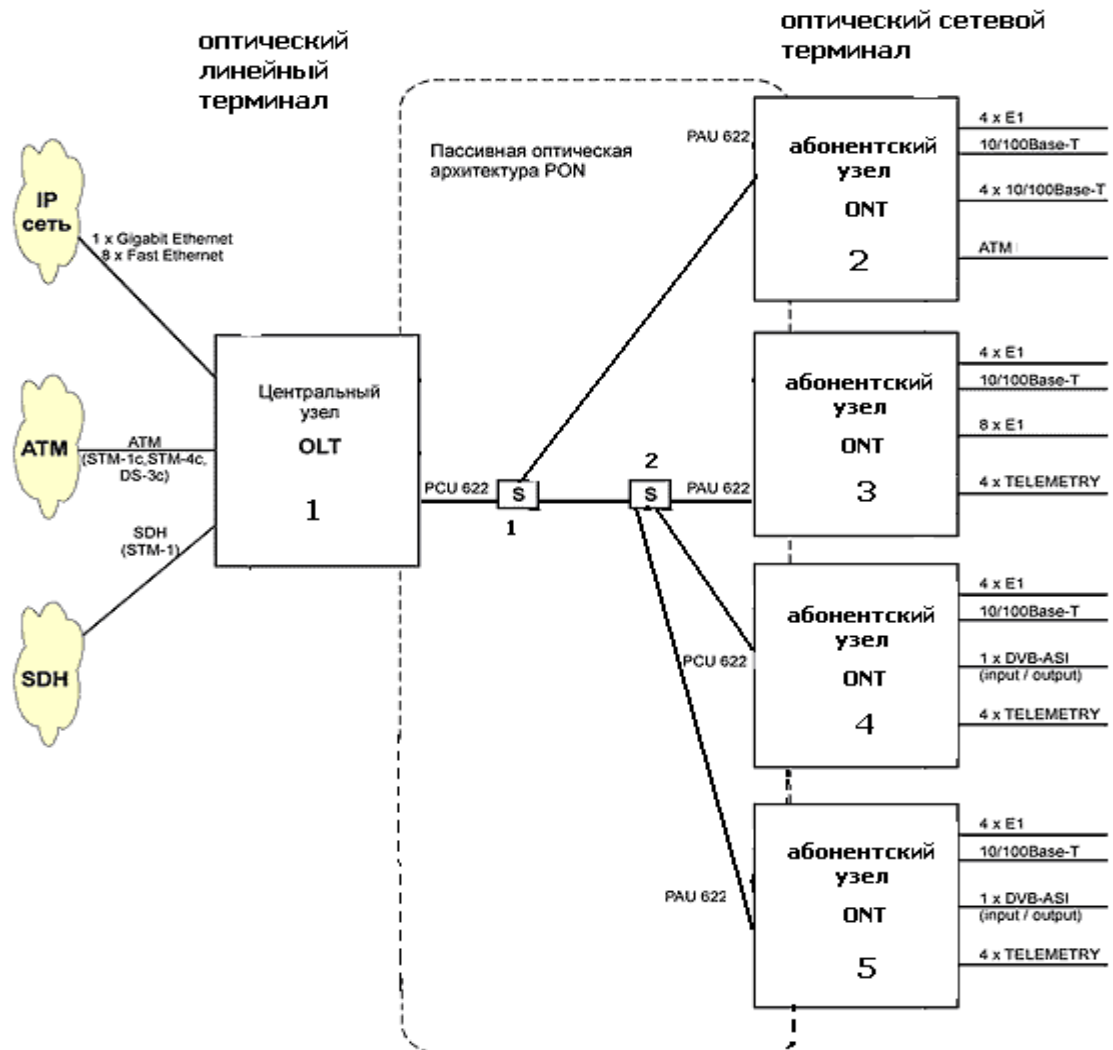 оптический
линейный
терминал
оптический сетевой
терминал
Пассивная оптическая
архитектура PON
IP
сеть
1 x Gigabit Ethernet
8 x Fast Ethernet
ATM
ATM
(STM-1c,STM-4c,
DS-3c)
SDH
SDH
(STM-1)
Центральный
узел
OLT
1
PCU 622
S
1
2
S
PAU 622
абонентский
узел
ONT
2
4 x E1
10/100Base-T
4 x 10/100Base-T
ATM
PAU 622
абонентский
узел
ONT
3
4 x E1
10/100Base-T
8 x E1
4 x TELEMETRY
PCU 622
абонентский
узел
ONT
4
4 x E1
10/100Base-T
1 x DVB-ASI
(input / output)
4 x TELEMETRY
PAU 622
абонентский
узел
ONT
5
4 x E1
10/100Base-T
1 x DVB-ASI
(input / output)
4 x TELEMETRY